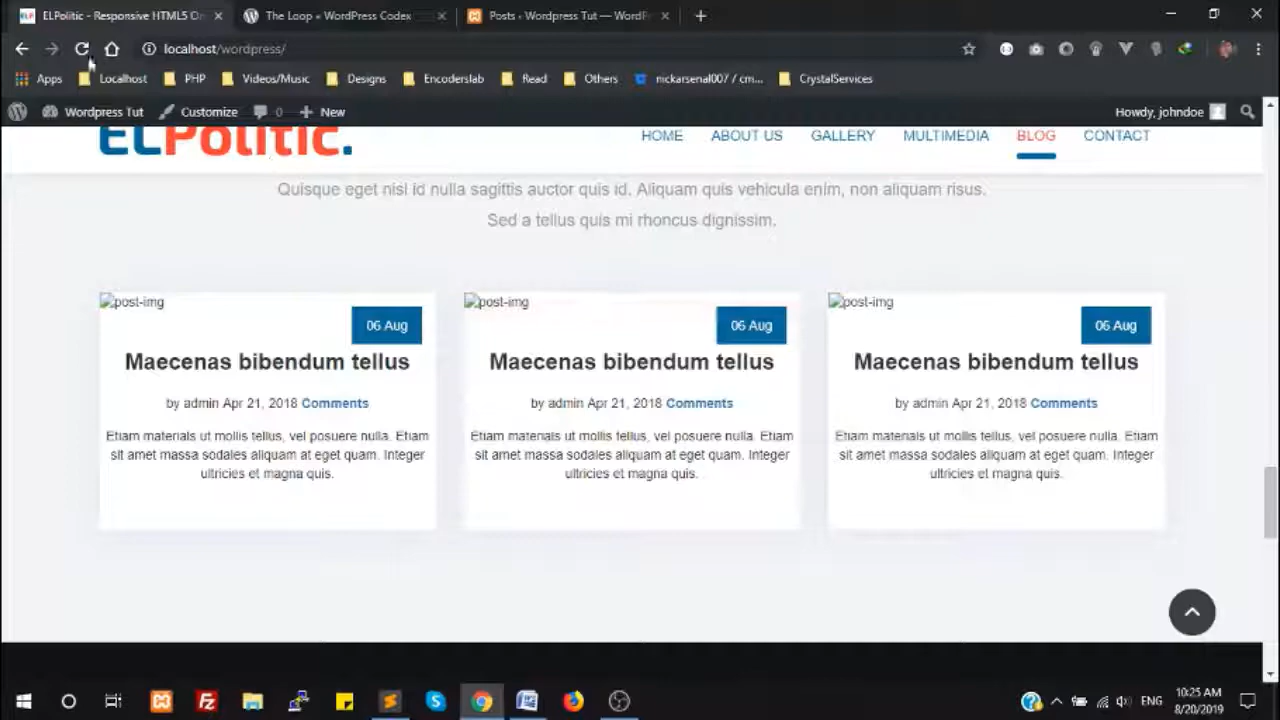 ELPolitic - Responsive HTML5 On
The Loop « WordPress Codex
Posts ‹ Wordpress Tut — WordPr
localhost/wordpress/
Apps
Localhost
PHP
Videos/Music
Designs
Encoderslab
Read
Others
nickarsenal007 / cm...
CrystalServices
Wordpress Tut
Customize
0
New
Howdy, johndoe
ELPolitic.
HOME
ABOUT US
GALLERY
MULTIMEDIA
BLOG
CONTACT
Quisque eget nisl id nulla sagittis auctor quis id. Aliquam quis vehicula enim, non aliquam risus.
Sed a tellus quis mi rhoncus dignissim.
post-img
06 Aug
Maecenas bibendum tellus
by admin Apr 21, 2018 Comments
Etiam materials ut mollis tellus, vel posuere nulla. Etiam
sit amet massa sodales aliquam at eget quam. Integer
ultricies et magna quis.
post-img
06 Aug
Maecenas bibendum tellus
by admin Apr 21, 2018 Comments
Etiam materials ut mollis tellus, vel posuere nulla. Etiam
sit amet massa sodales aliquam at eget quam. Integer
ultricies et magna quis.
post-img
06 Aug
Maecenas bibendum tellus
by admin Apr 21, 2018 Comments
Etiam materials ut mollis tellus, vel posuere nulla. Etiam
sit amet massa sodales aliquam at eget quam. Integer
ultricies et magna quis.
ENG
10:25 AM
8/20/2019